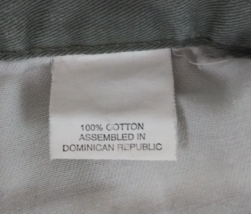 100% COTTON
ASSEMBLED IN
DOMINICAN REPUBLIC